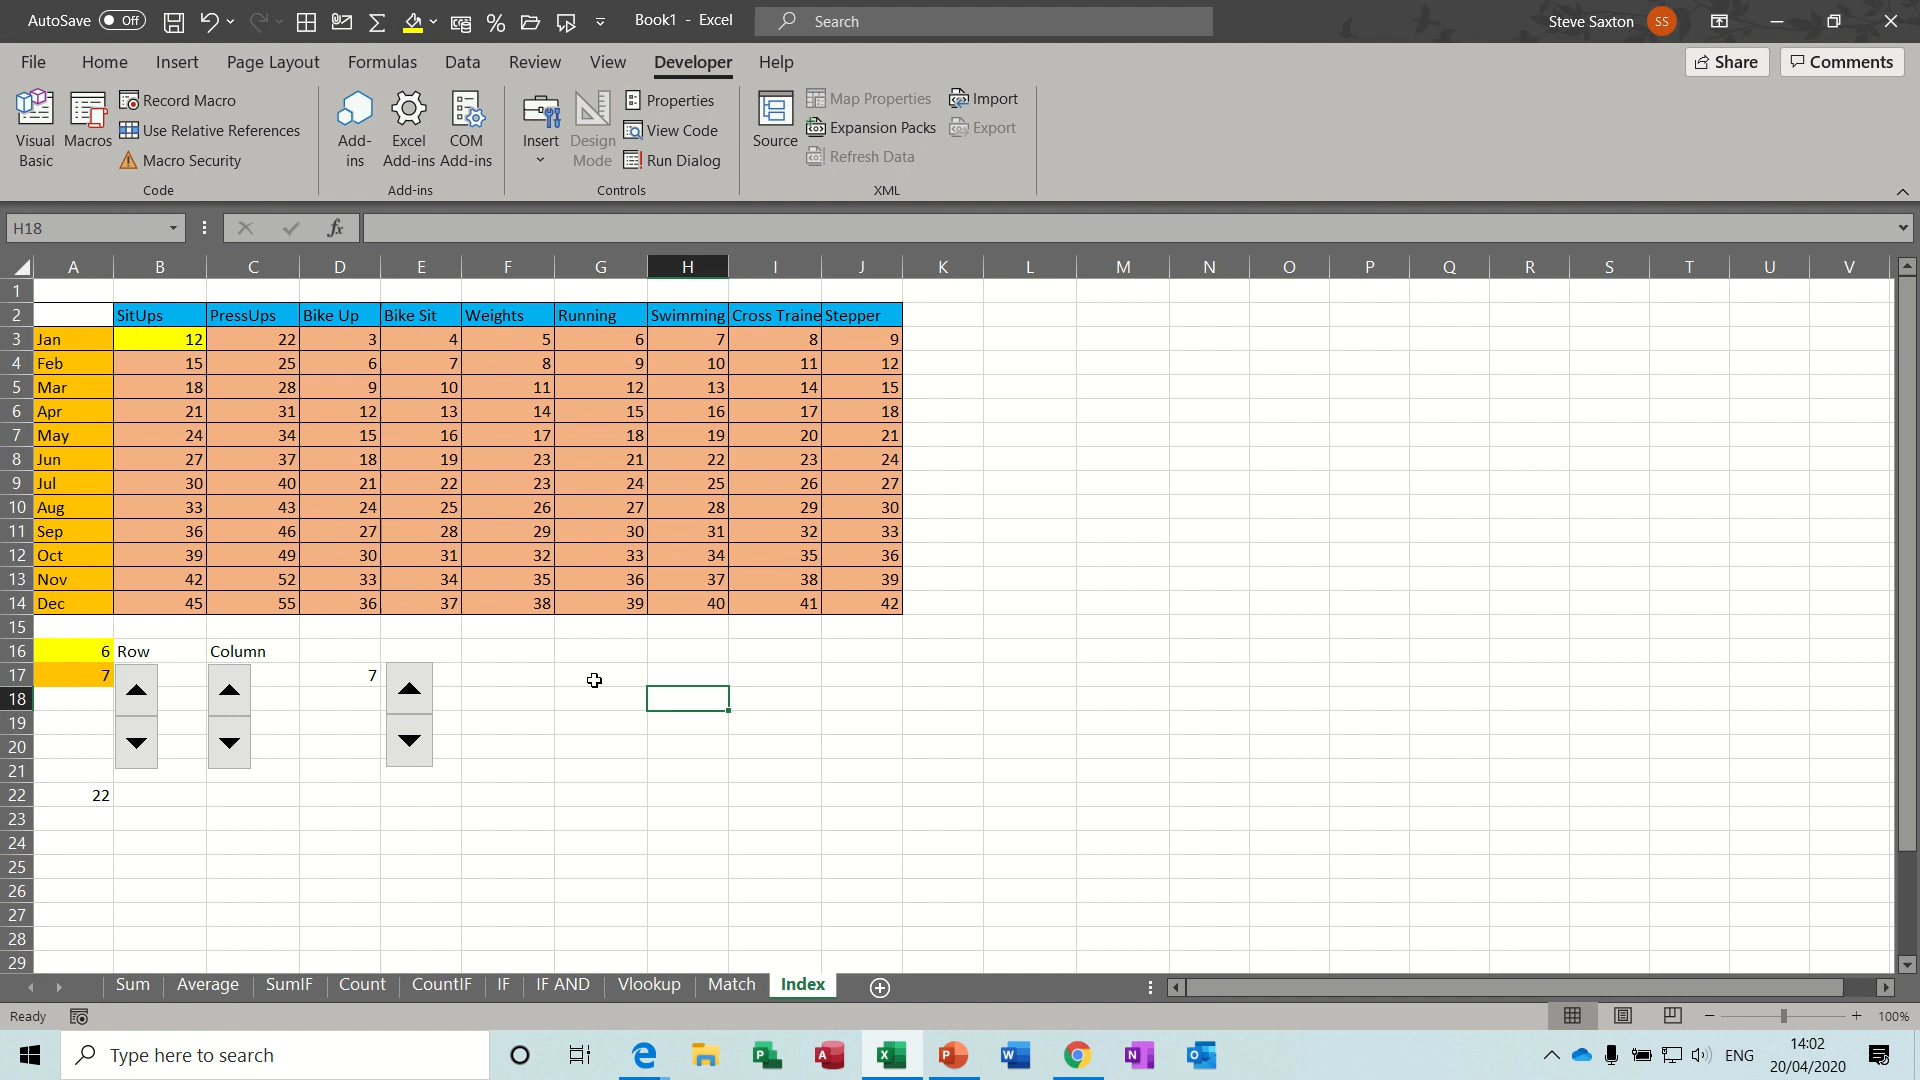 AutoSave Off Book1 - Excel Search Steve Saxton SS
File Home Insert Page Layout Formulas Data Review View Developer Help Share Comments
Visual Basic
Macros
Record Macro
Use Relative References
Macro Security
Code
Add-ins
Excel Add-ins
COM Add-ins
Add-ins
Insert
Design Mode
Properties
View Code
Run Dialog
Controls
Source
Map Properties
Expansion Packs
Refresh Data
Import
Export
XML
H18 fx
A B C D E F G H I J K L M N O P Q R S T U V
1
2 SitUps PressUps Bike Up Bike Sit Weights Running Swimming Cross Traine Stepper
3 Jan 12 22 3 4 5 6 7 8 9
4 Feb 15 25 6 7 8 9 10 11 12
5 Mar 18 28 9 10 11 12 13 14 15
6 Apr 21 31 12 13 14 15 16 17 18
7 May 24 34 15 16 17 18 19 20 21
8 Jun 27 37 18 19 23 21 22 23 24
9 Jul 30 40 21 22 23 24 25 26 27
10 Aug 33 43 24 25 26 27 28 29 30
11 Sep 36 46 27 28 29 30 31 32 33
12 Oct 39 49 30 31 32 33 34 35 36
13 Nov 42 52 33 34 35 36 37 38 39
14 Dec 45 55 36 37 38 39 40 41 42
15
16 6 Row Column
17 7 7
18
19
20
21
22 22
23
24
25
26
27
28
29
Sum Average SumIF Count CountIF IF IF AND Vlookup Match Index
Ready 100%
Type here to search ENG 14:02
20/04/2020